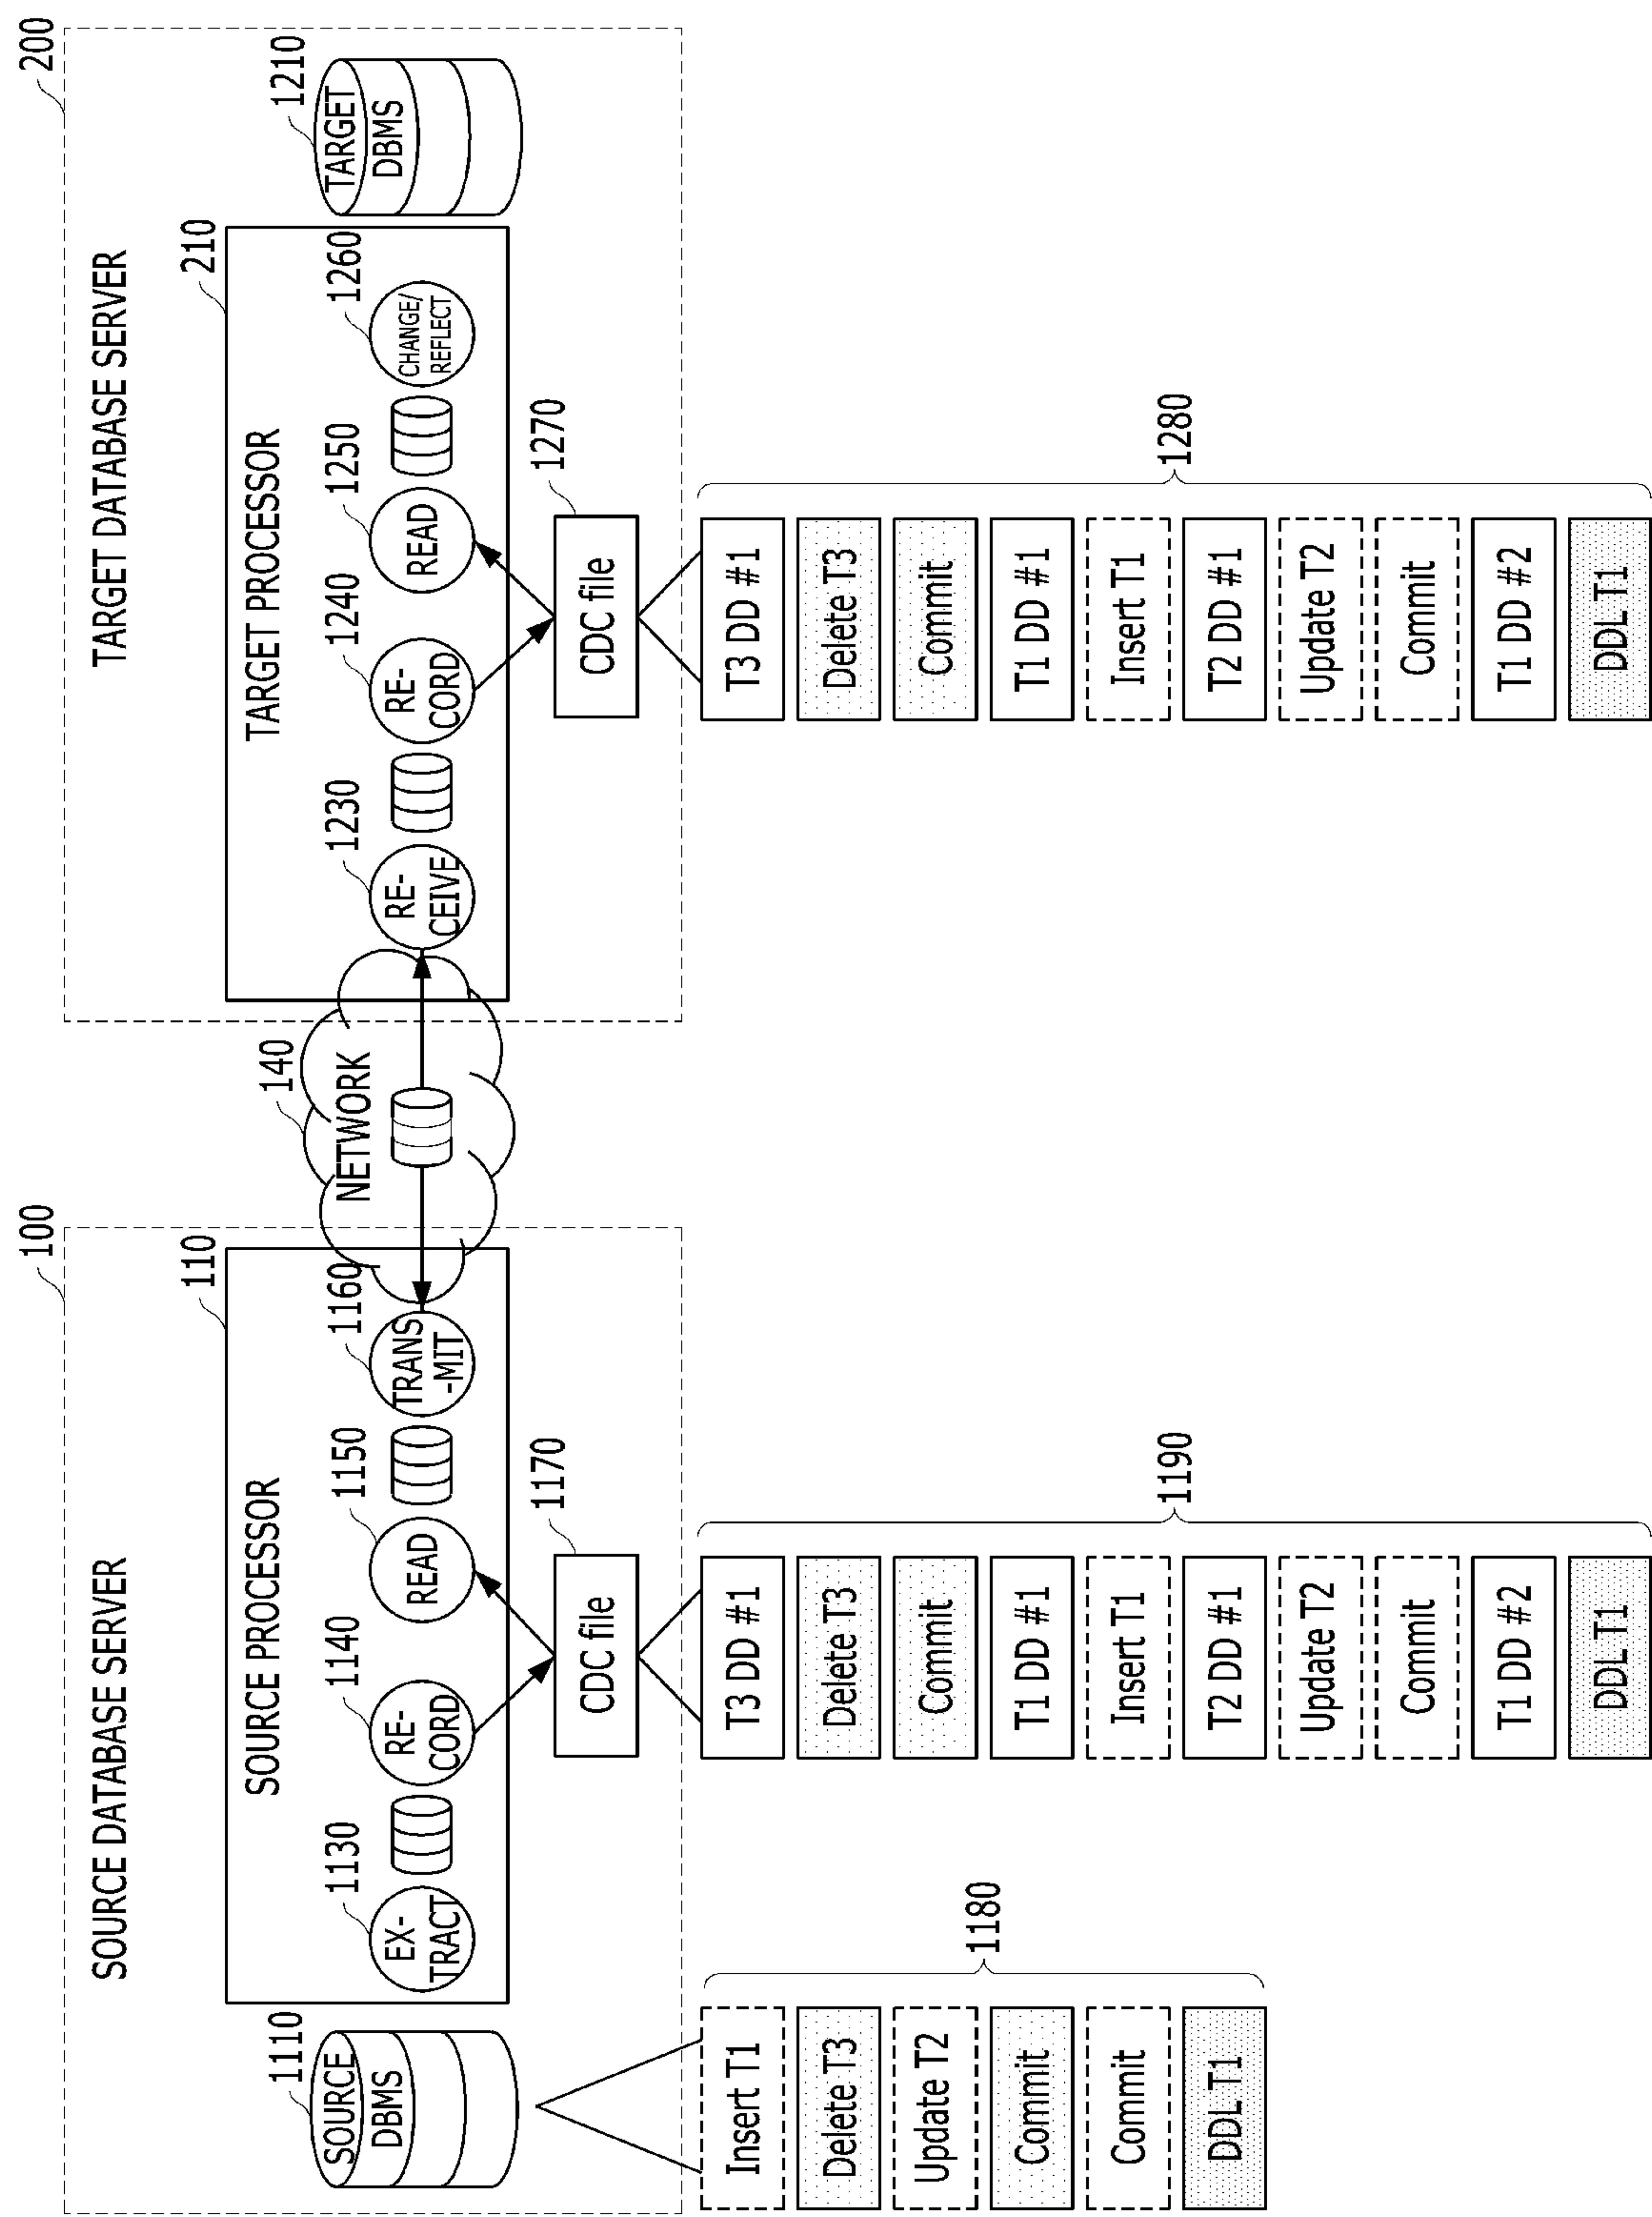 100
SOURCE DATABASE SERVER
110
SOURCE PROCESSOR
1110
SOURCE
DBMS
1130
EX-
TRACT
1140
RE-
CORD
1150
READ
1160
TRANS
-MIT
1170
CDC file
1180
Insert T1
Delete T3
Update T2
Commit
Commit
DDL T1
1190
T3 DD #1
Delete T3
Commit
T1 DD #1
Insert T1
T2 DD #1
Update T2
Commit
T1 DD #2
DDL T1
140
NETWORK
200
TARGET DATABASE SERVER
210
TARGET PROCESSOR
1230
RE-
CEIVE
1240
RE-
CORD
1250
READ
1260
CHANGE/
REFLECT
1210
TARGET
DBMS
1270
CDC file
1280
T3 DD #1
Delete T3
Commit
T1 DD #1
Insert T1
T2 DD #1
Update T2
Commit
T1 DD #2
DDL T1